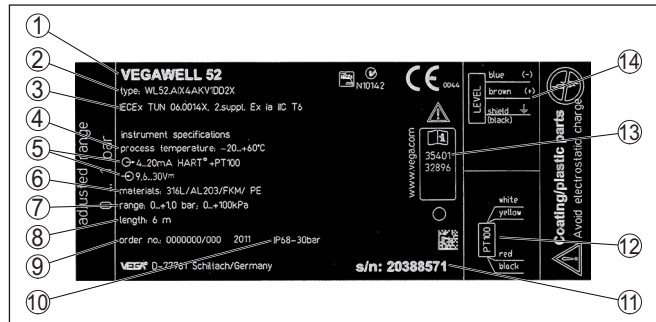 1
2
3
4
5
6
7
8
9
10
11
12
13
14
adjusted range
bar
VEGAWELL 52
type: WL52.AIX4AKV1DD2X
IECEx TUN 06.0014X, 2.suppl. Ex ia IIC T6
instrument specifications
process temperature: -20...+60°C
4...20mA HART® +PT100
9,6...30V
materials: 316L/AL203/FKM/ PE
range: 0...+1.0 bar; 0...+100kPa
length: 6 m
order no.: 0000000/000 2011 IP68-30bar
VEGA D-77761 Schiltach/Germany
s/n: 20388571
N10142
CE 0044
www.vega.com
35401
32896
LEVEL
blue (-)
brown (+)
shield
(black)
PT100
white
yellow
red
black
Coating/plastic parts
Avoid electrostatic charge